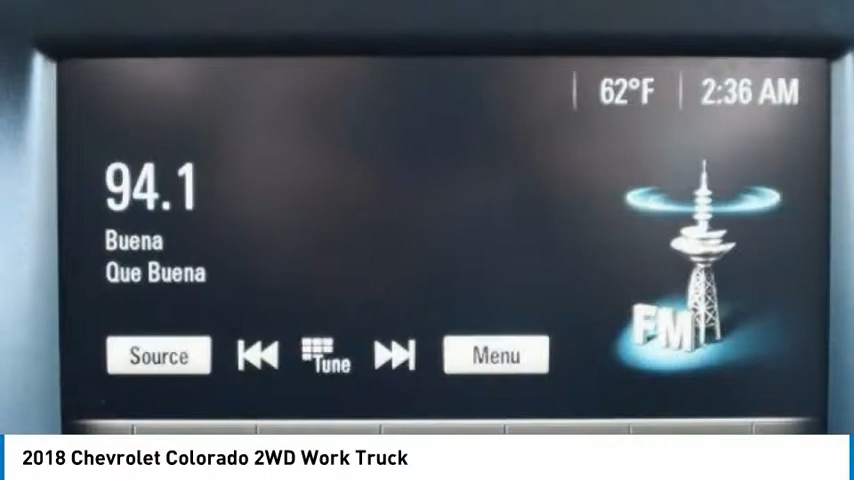 62°F 2:36 AM
94.1
Buena
Que Buena
FM
Source Tune Menu
2018 Chevrolet Colorado 2WD Work Truck